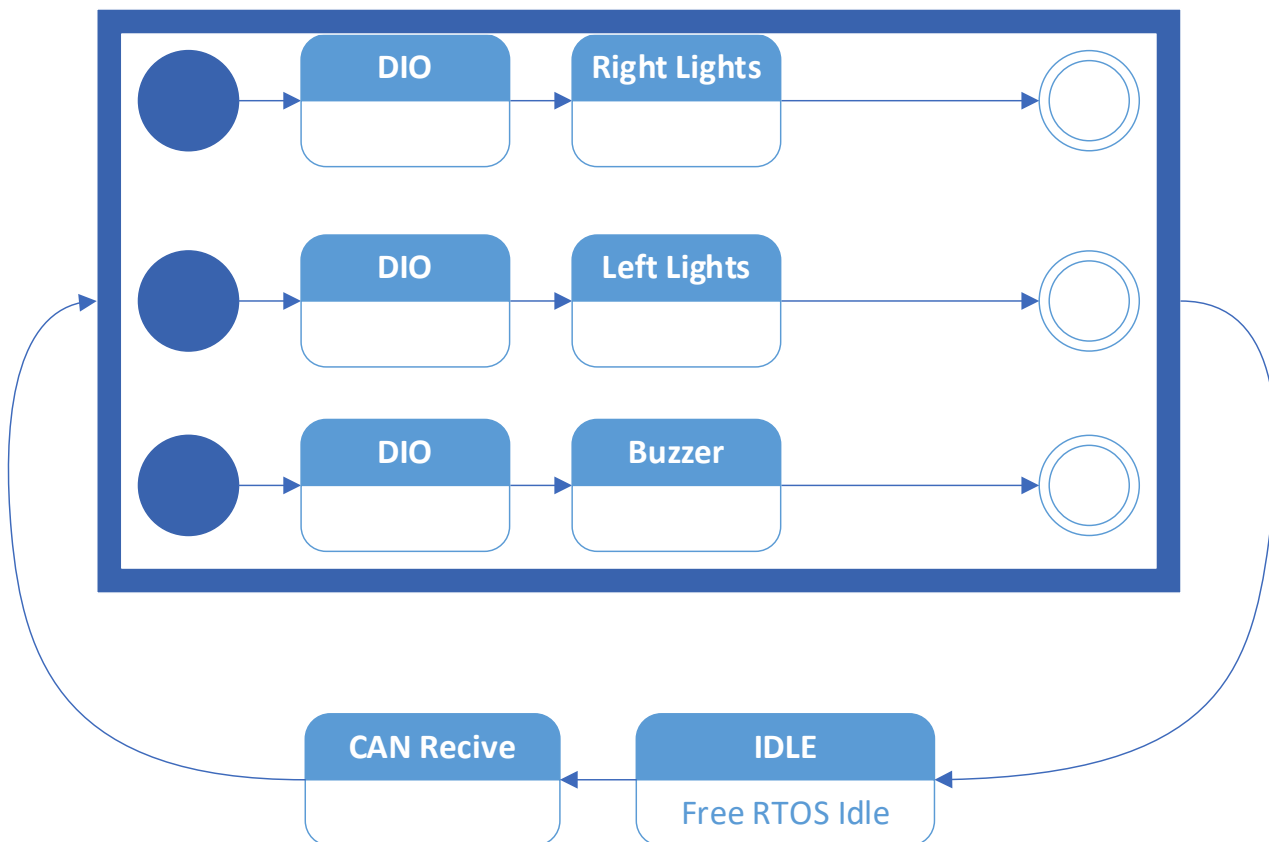 DIO
Right Lights
DIO
Left Lights
DIO
Buzzer
CAN Recive
IDLE
Free RTOS Idle